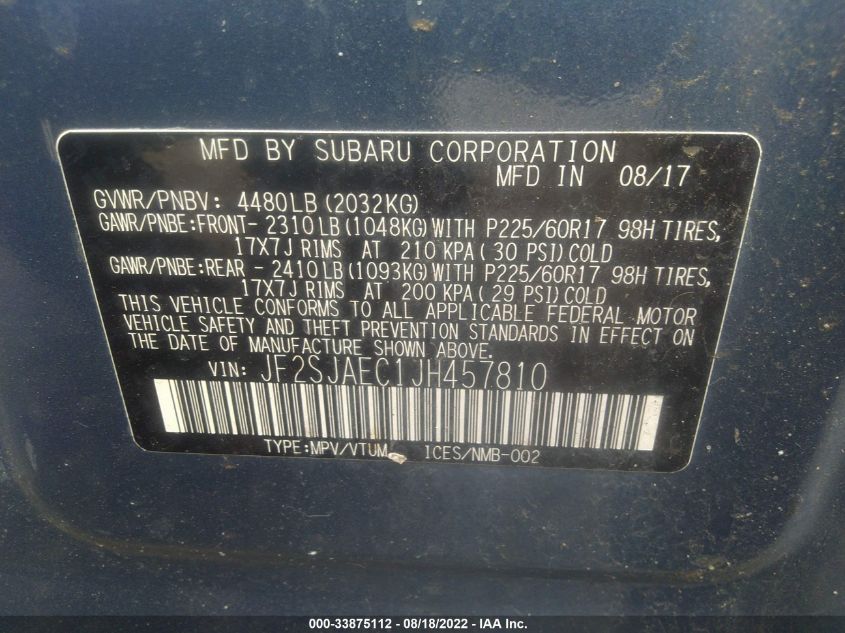 MFD BY SUBARU CORPORATION
MFD IN 08/17
GVWR/PNBV: 4480LB(2032KG)
GAWR/PNBE:FRONT- 2310LB(1048KG)WITH P225/60R17 98H TIRES,
17X7J RIMS AT 210 KPA(30 PSI)COLD
GAWR/PNBE:REAR - 2410LB(1093KG)WITH P225/60R17 98H TIRES,
17X7J RIMS AT 200 KPA(29 PSI)COLD
THIS VEHICLE CONFORMS TO ALL APPLICABLE FEDERAL MOTOR
VEHICLE SAFETY AND THEFT PREVENTION STANDARDS IN EFFECT ON
THE DATE OF MANUFACTURE SHOWN ABOVE.
VIN: JF2SJAEC1JH457810
TYPE:MPV/VTUM ICES/NMB-002
000-33875112 - 08/18/2022 - IAA Inc.